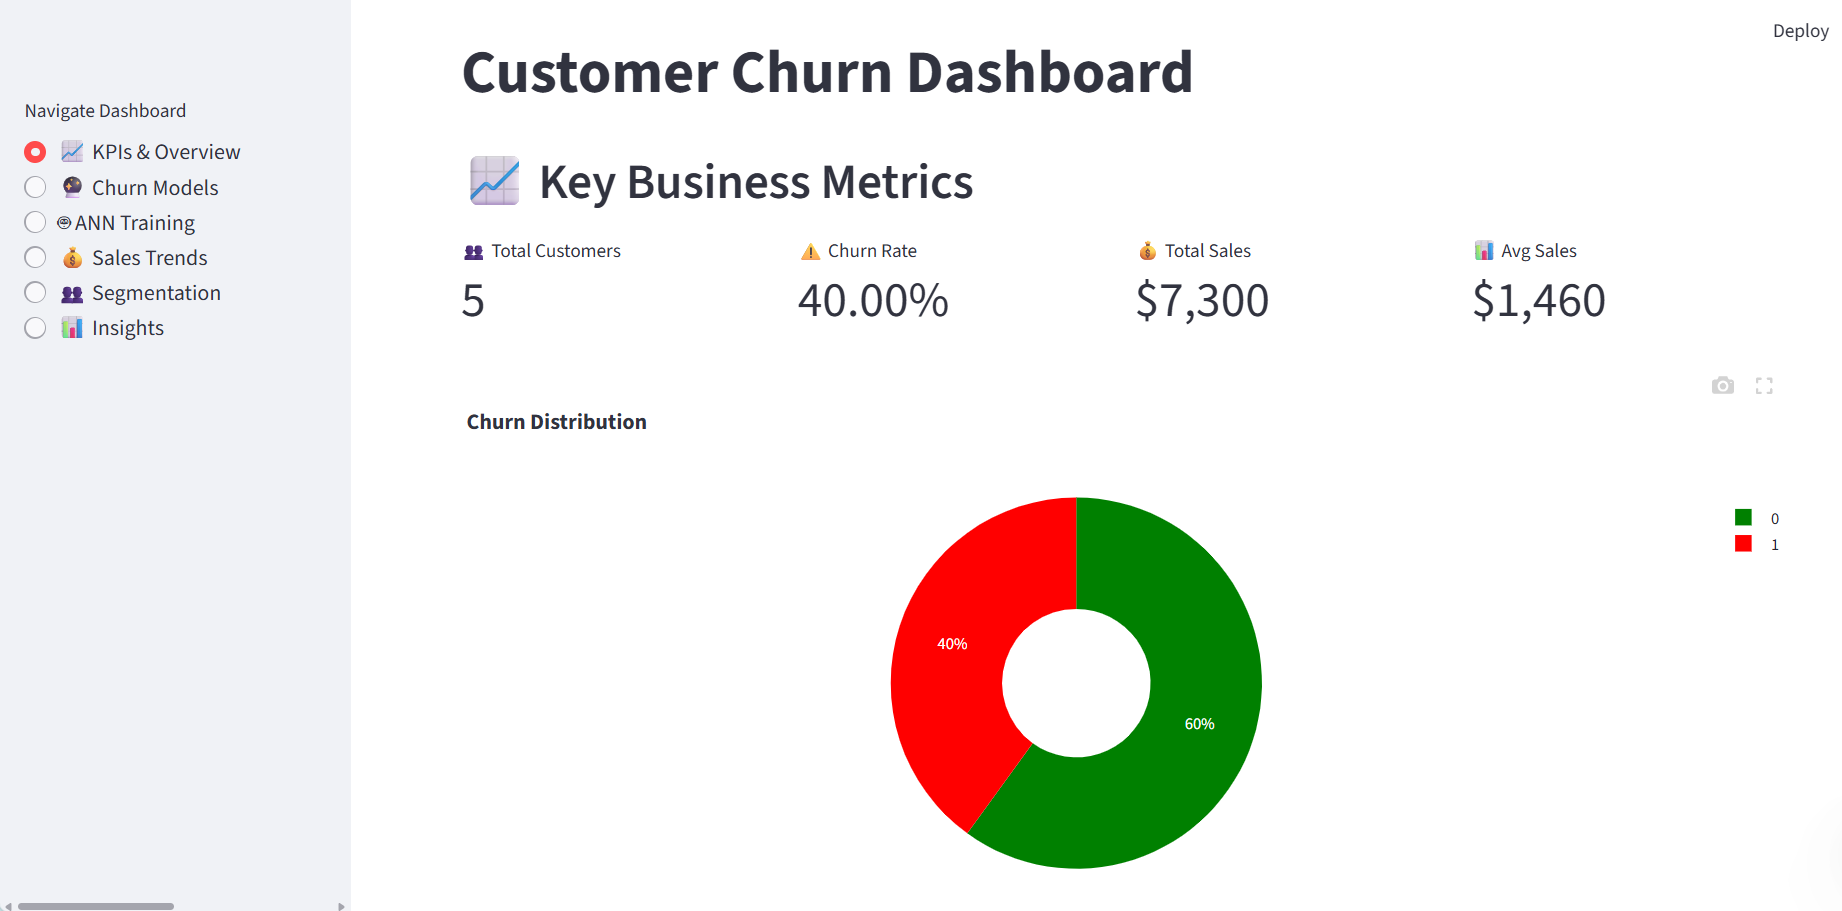 Deploy
Navigate Dashboard
KPIs & Overview
Churn Models
ANN Training
Sales Trends
Segmentation
Insights
Customer Churn Dashboard
Key Business Metrics
Total Customers
5
Churn Rate
40.00%
Total Sales
$7,300
Avg Sales
$1,460
Churn Distribution
0
1
40%
60%